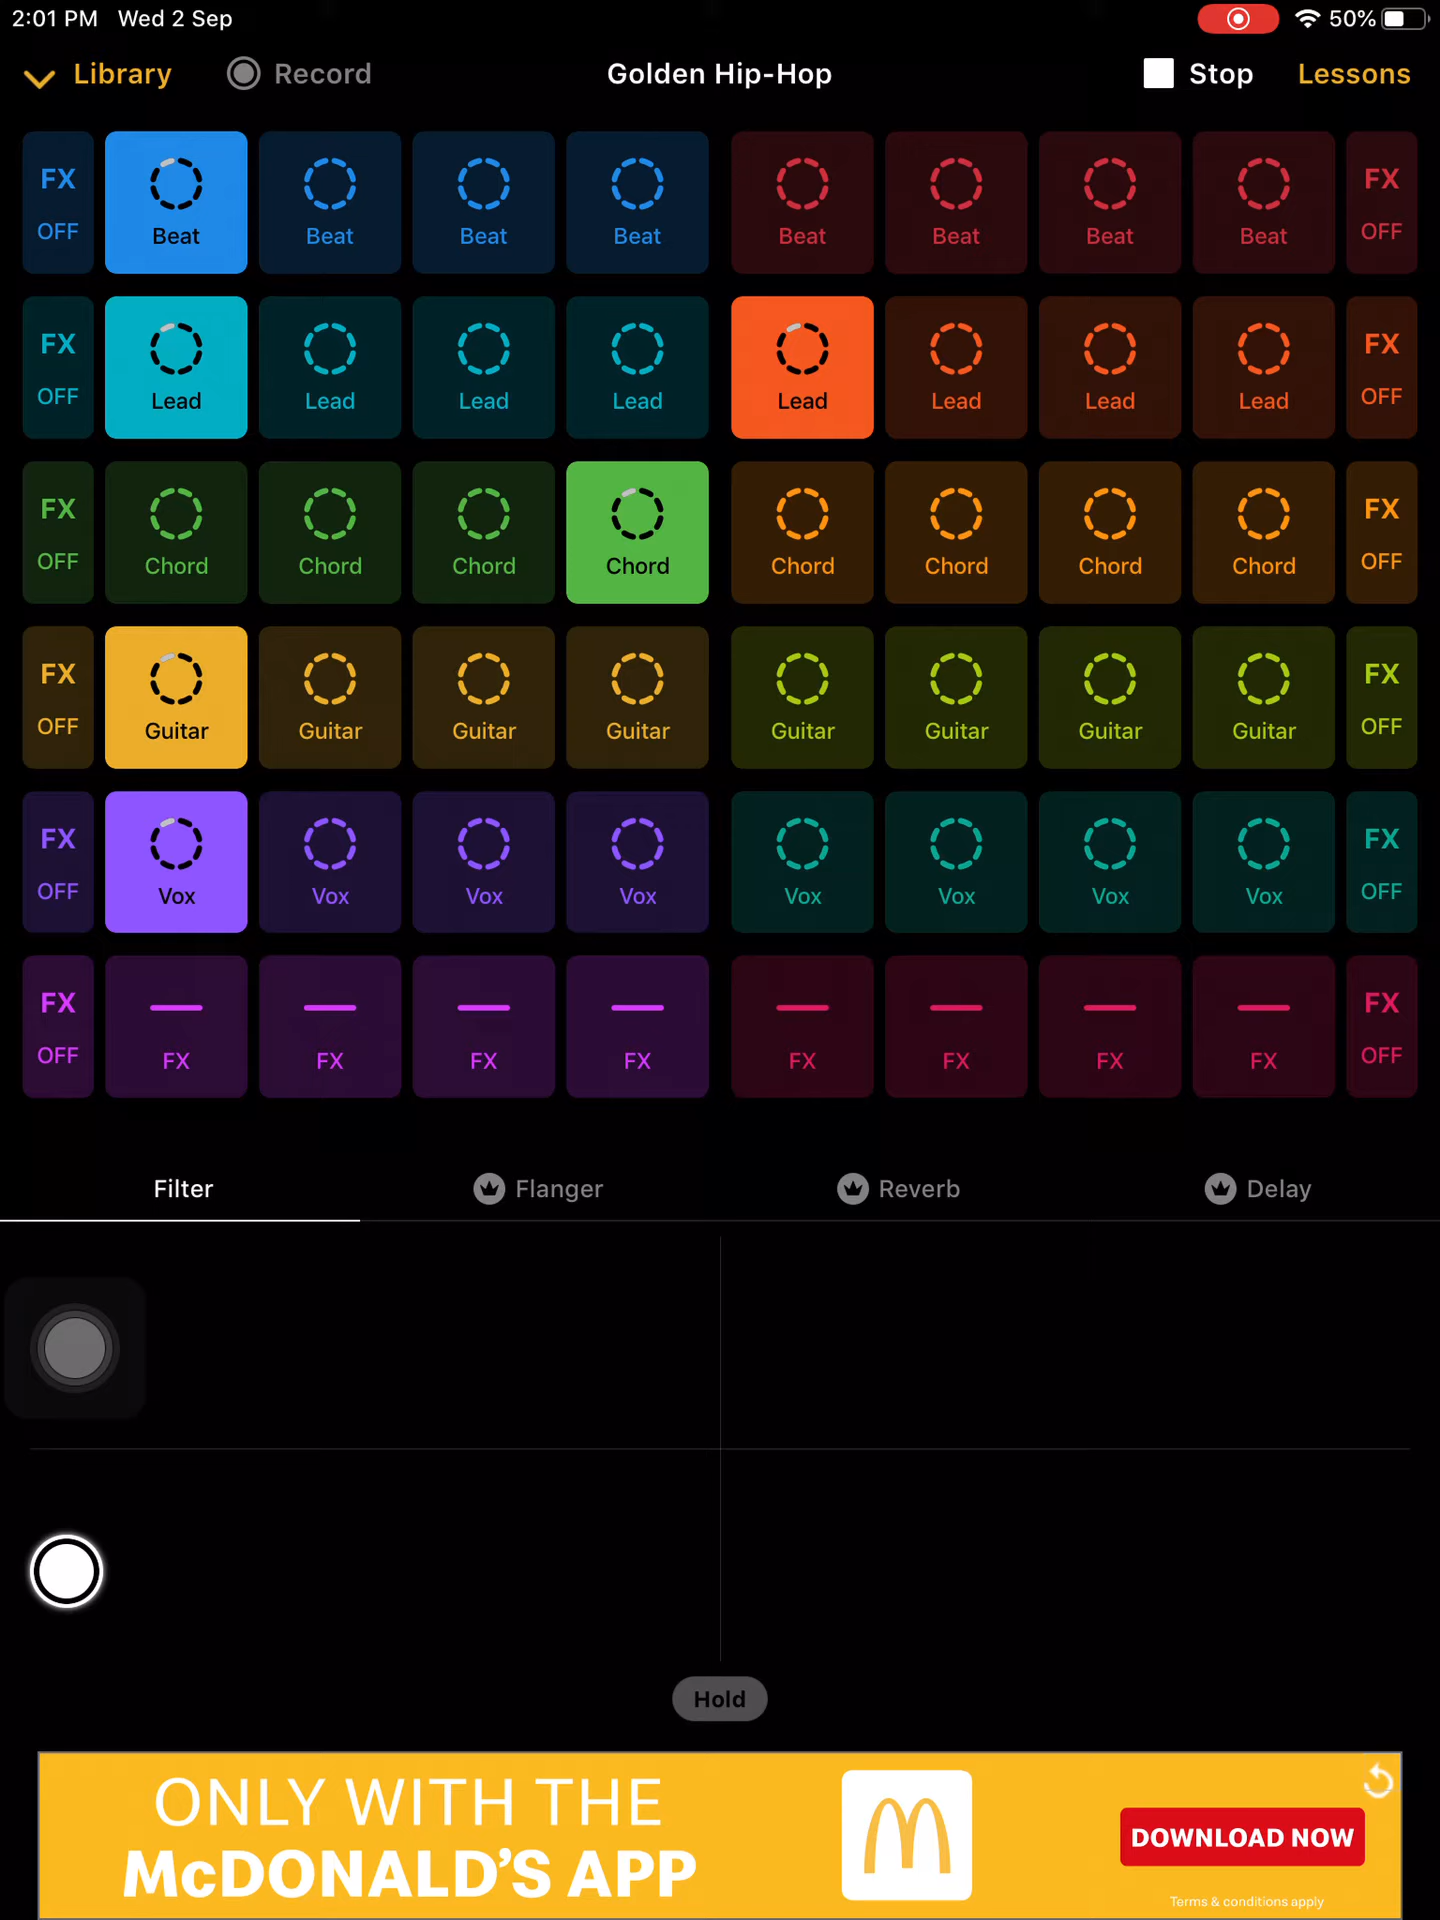 2:01 PM Wed 2 Sep 50%
Library Record Golden Hip-Hop Stop Lessons
FX Beat Beat Beat Beat Beat Beat Beat Beat FX
OFF OFF
FX Lead Lead Lead Lead Lead Lead Lead Lead FX
OFF OFF
FX Chord Chord Chord Chord Chord Chord Chord Chord FX
OFF OFF
FX Guitar Guitar Guitar Guitar Guitar Guitar Guitar Guitar FX
OFF OFF
FX Vox Vox Vox Vox Vox Vox Vox Vox FX
OFF OFF
FX FX FX FX FX FX FX FX FX FX
OFF OFF
Filter Flanger Reverb Delay
Hold
ONLY WITH THE
McDONALD'S APP
DOWNLOAD NOW
Terms & conditions apply